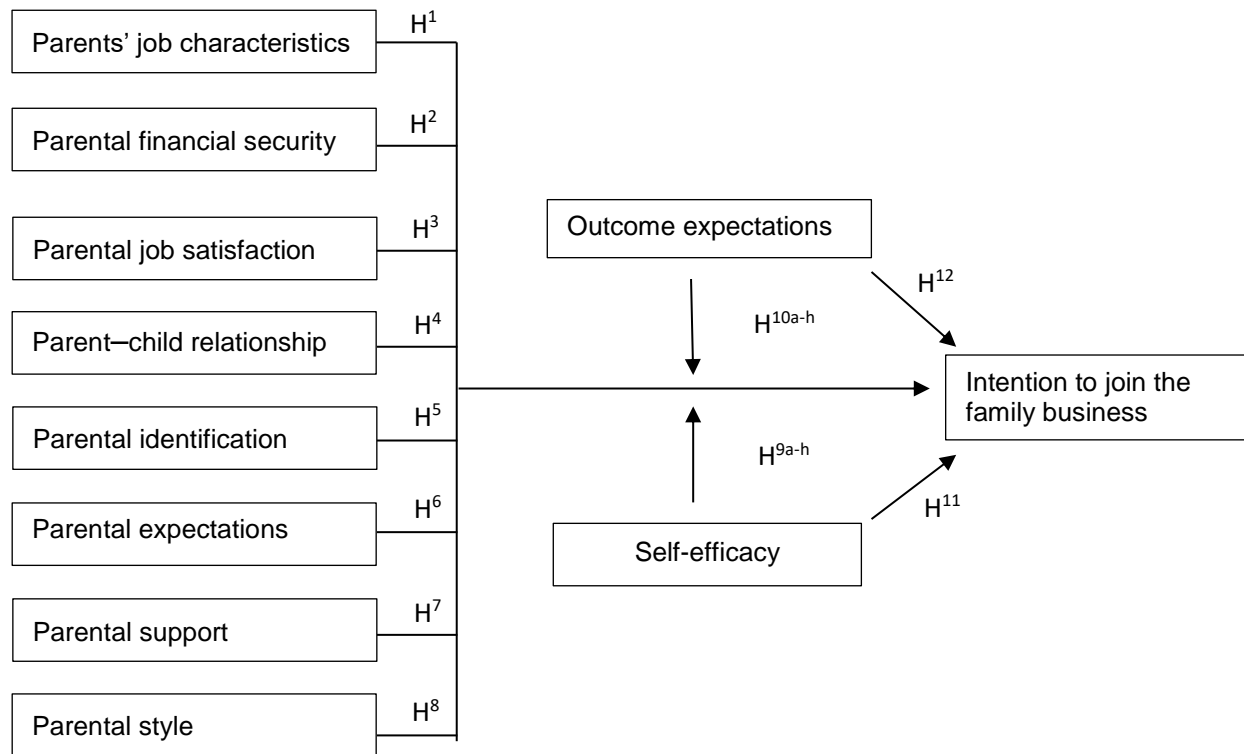 H¹
Parents’ job characteristics
H²
Parental financial security
H³
Parental job satisfaction
H⁴
Parent–child relationship
H⁵
Parental identification
H⁶
Parental expectations
H⁷
Parental support
H⁸
Parental style
Outcome expectations
H¹²
H¹⁰ᵃ⁻ʰ
Intention to join the
family business
H⁹ᵃ⁻ʰ
H¹¹
Self-efficacy